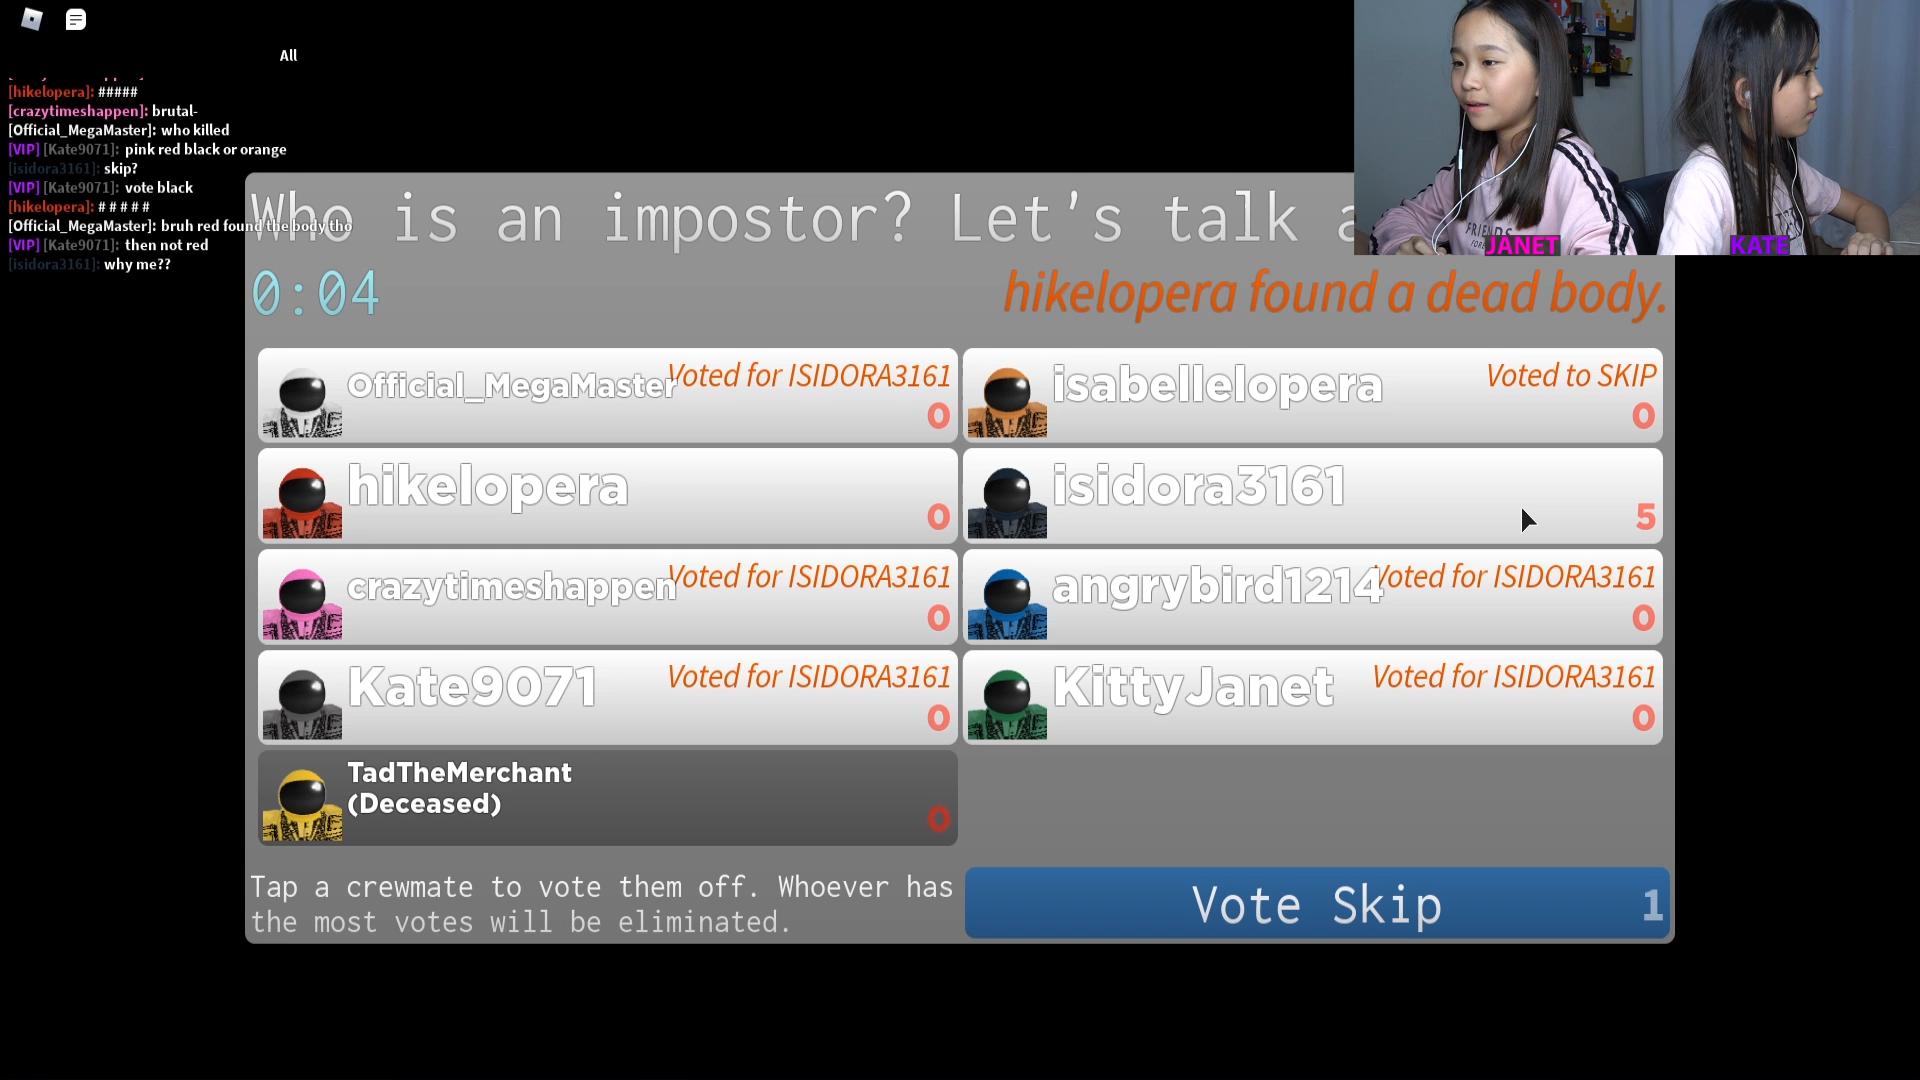 All
[hikelopera]: #####
[crazytimeshappen]: brutal-
[Official_MegaMaster]: who killed
[VIP] [Kate9071]: pink red black or orange
[isidora3161]: skip?
[VIP] [Kate9071]: vote black
[hikelopera]: # # # # #
[Official_MegaMaster]: bruh red found the body tho
[VIP] [Kate9071]: then not red
[isidora3161]: why me??
FRIENDS
JANET
KATE
Who is an impostor? Let's talk a
0:04
hikelopera found a dead body.
Official_MegaMaster
Voted for ISIDORA3161
0
isabellelopera
Voted to SKIP
0
hikelopera
0
isidora3161
5
crazytimeshappen
Voted for ISIDORA3161
0
angrybird1214
Voted for ISIDORA3161
0
Kate9071
Voted for ISIDORA3161
0
KittyJanet
Voted for ISIDORA3161
0
TadTheMerchant
(Deceased)
0
Tap a crewmate to vote them off. Whoever has
the most votes will be eliminated.
Vote Skip
1